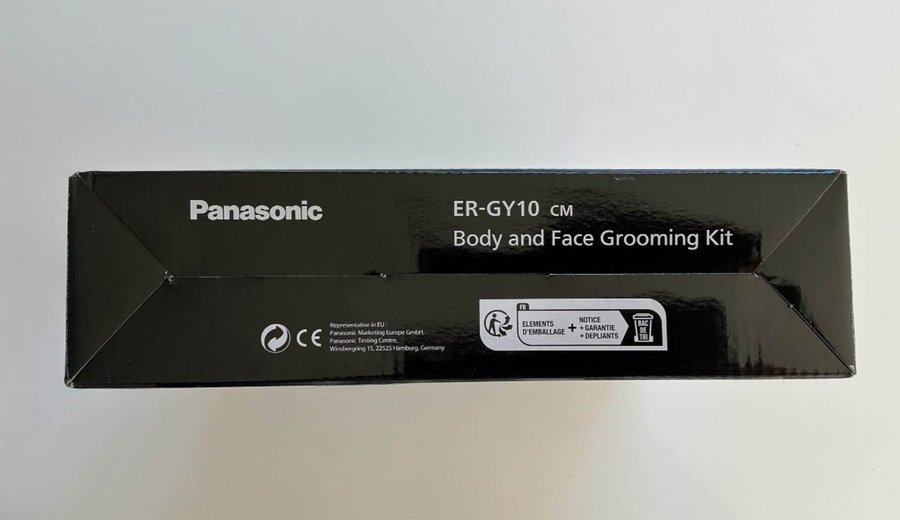 Panasonic
ER-GY10 CM
Body and Face Grooming Kit
CE
Representative in EU :
Panasonic Marketing Europe GmbH,
Panasonic Testing Centre,
Winsbergring 15, 22525 Hamburg, Germany
FR
ELEMENTS
D'EMBALLAGE
+
NOTICE
+ GARANTIE
+ DEPLIANTS
BAC
DE
TRI